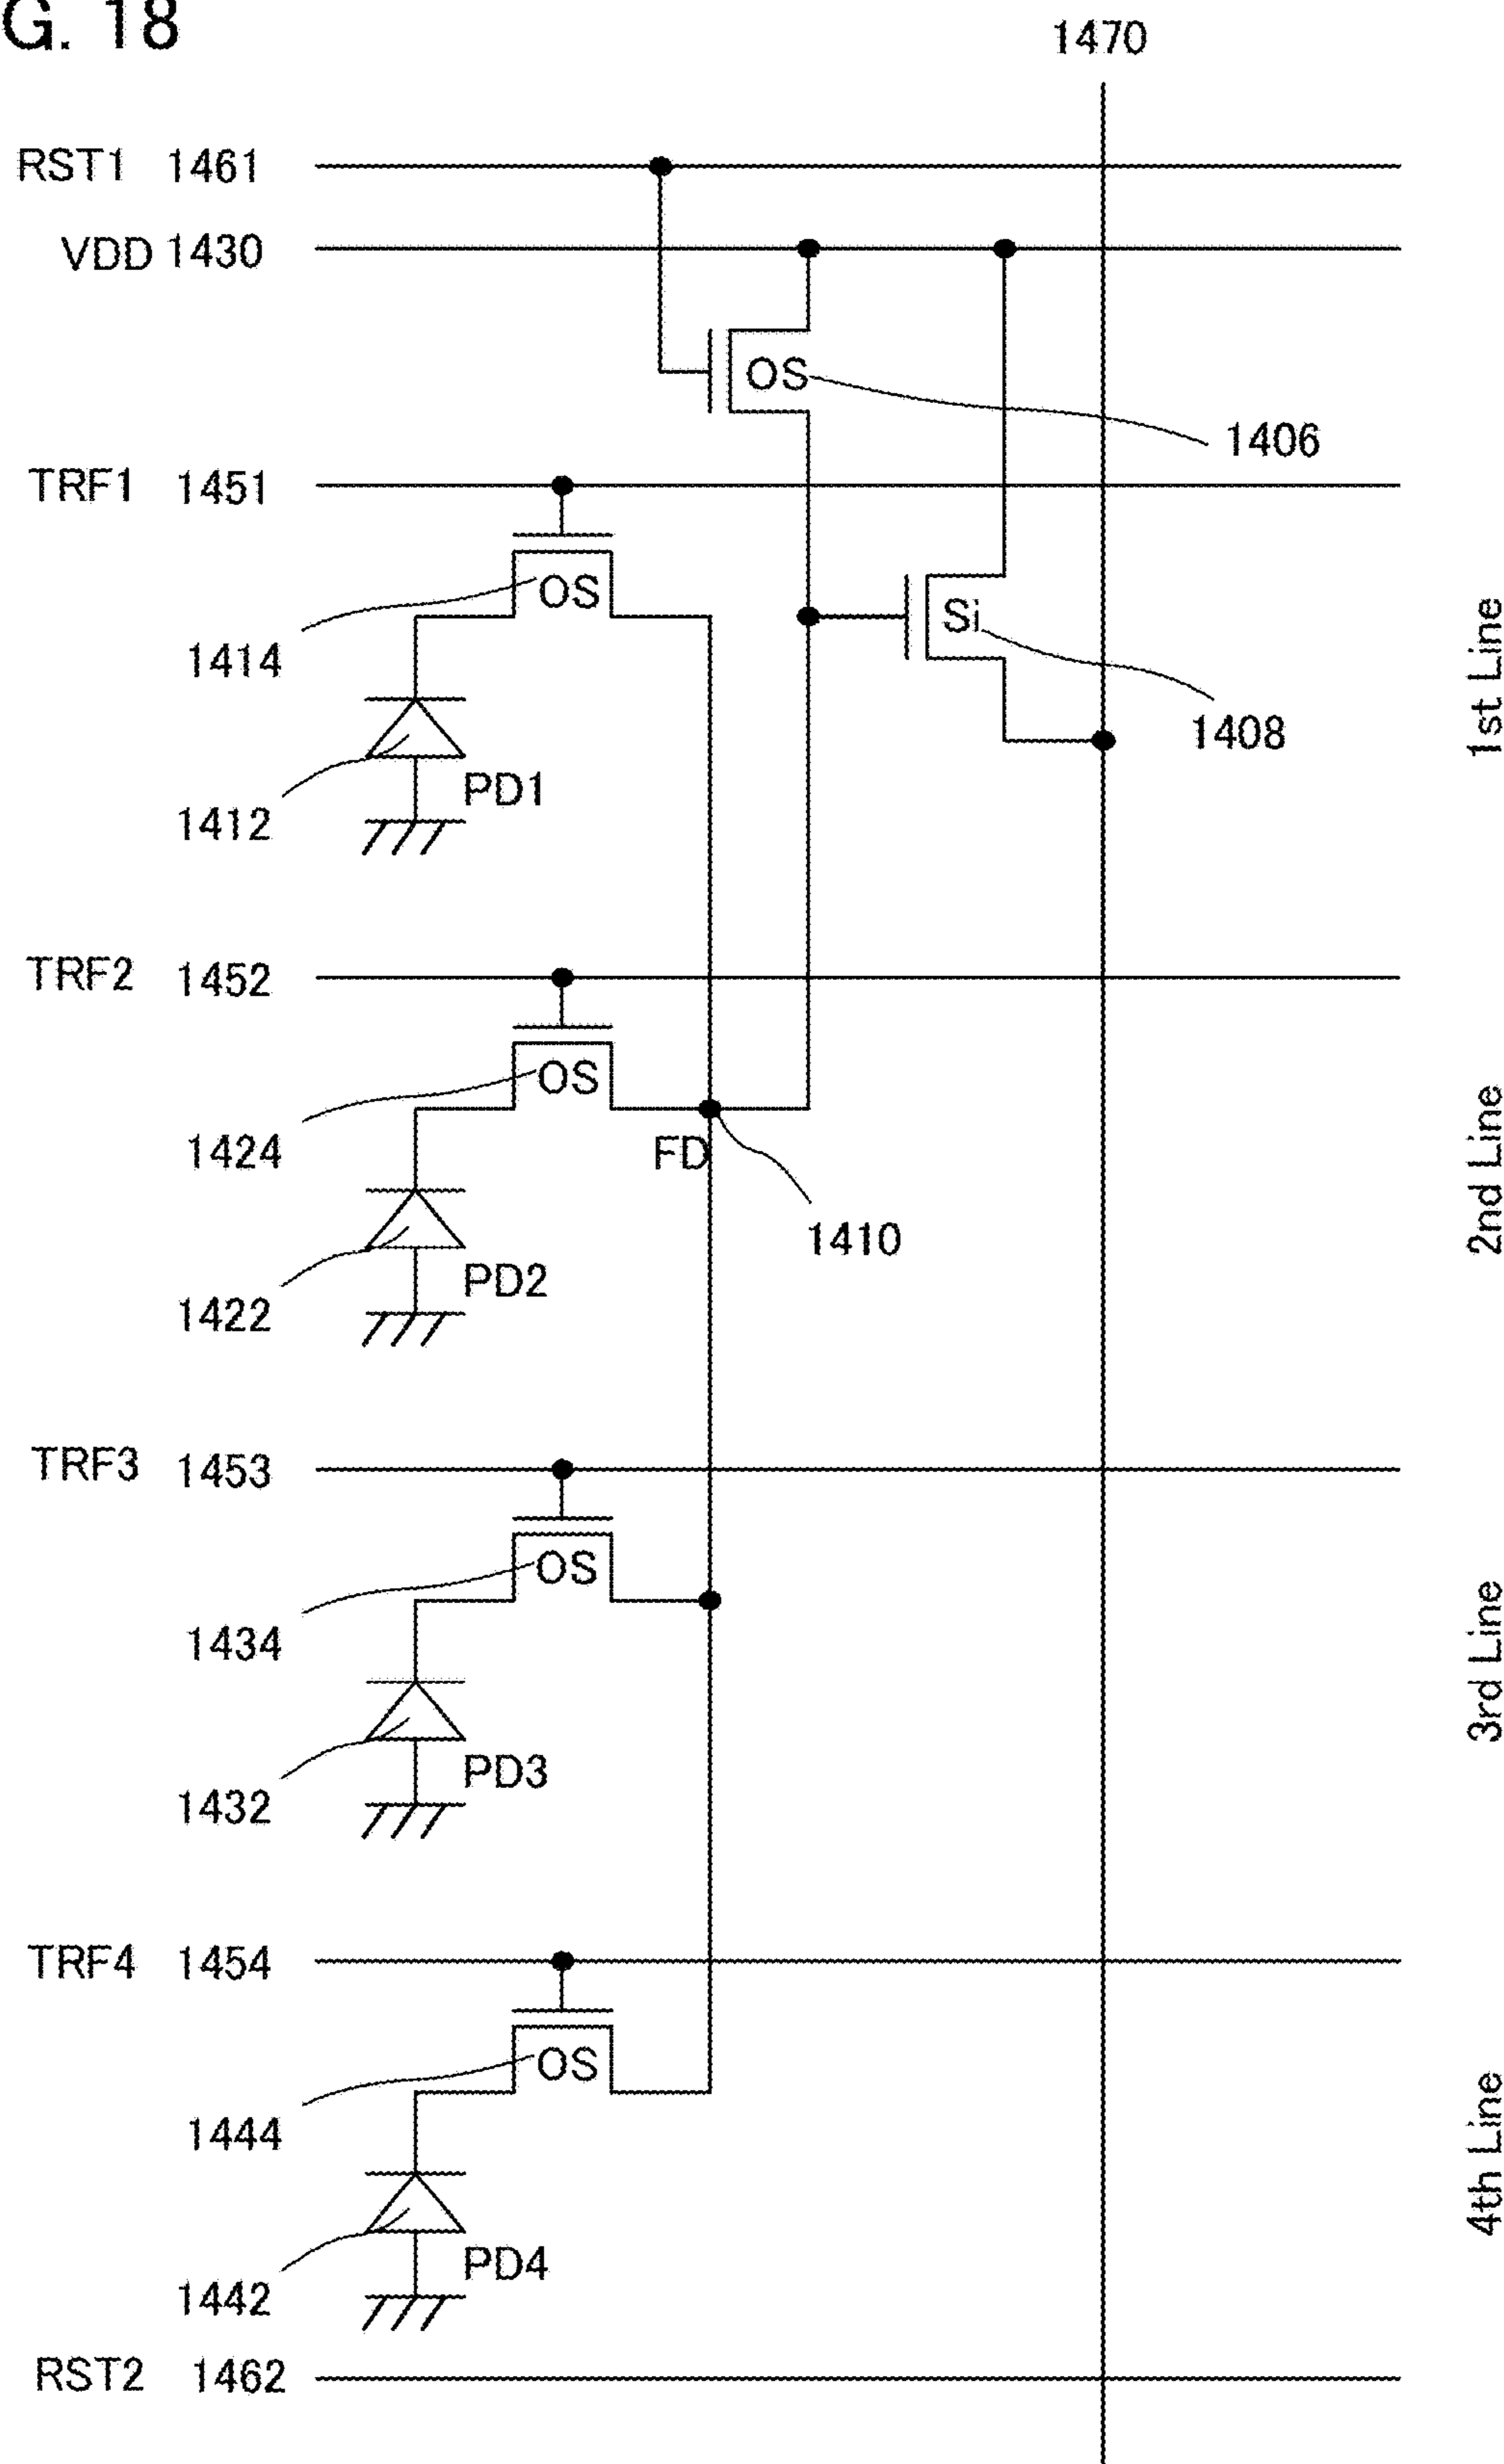 G. 18
1470
RST1 1461
VDD 1430
OS
1406
TRF1 1451
OS
1414
Si
1408
1st Line
PD1
1412
TRF2 1452
OS
1424
FD
1410
2nd Line
PD2
1422
TRF3 1453
OS
1434
3rd Line
PD3
1432
TRF4 1454
OS
1444
4th Line
PD4
1442
RST2 1462